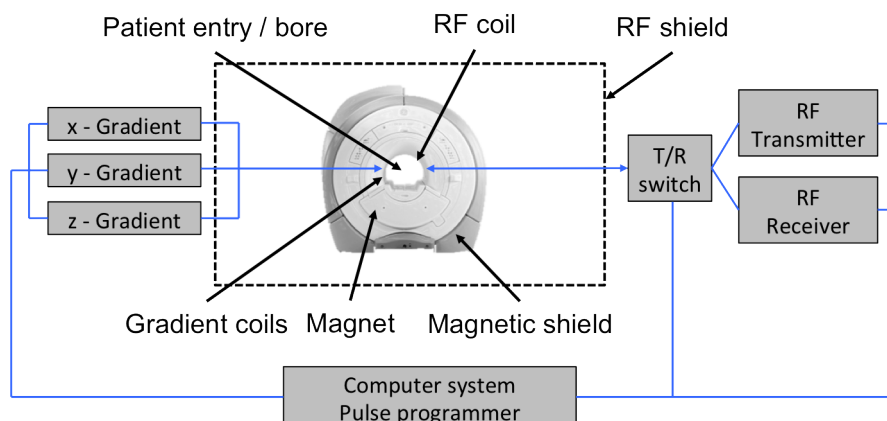 Patient entry / bore
RF coil
RF shield
x - Gradient
y - Gradient
z - Gradient
T/R
switch
RF
Transmitter
RF
Receiver
Gradient coils
Magnet
Magnetic shield
Computer system
Pulse programmer